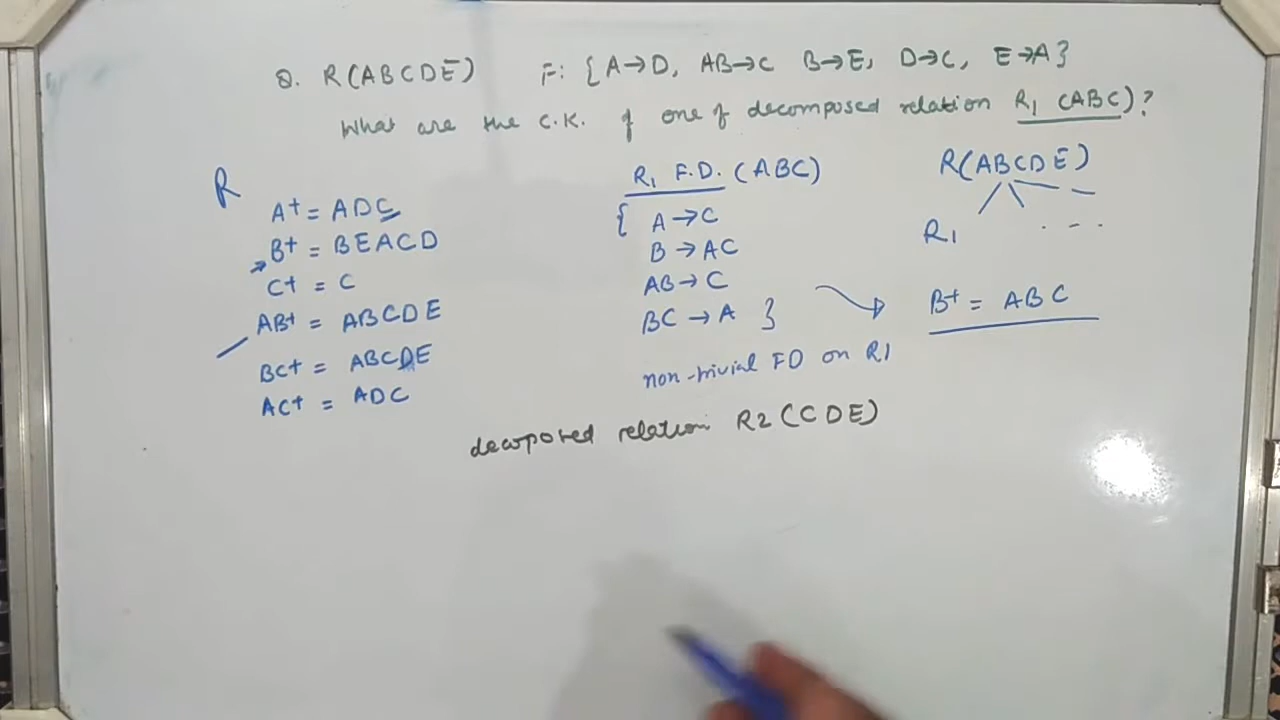 Q. R(ABCDE) F: {A→D, AB→C B→E, D→C, E→A}
What are the C.K. of one of decomposed relation R1 (ABC)?
R
A+ = ADC
B+ = BEACD
C+ = C
AB+ = ABCDE
BC+ = ABCDE
AC+ = ADC
R1 F.D. (ABC)
{ A→C
B→AC
AB→C
BC→A }
non-trivial FD on R1
R(ABCDE)
R1 . - - .
B+ = ABC
decoposed relation R2(CDE)